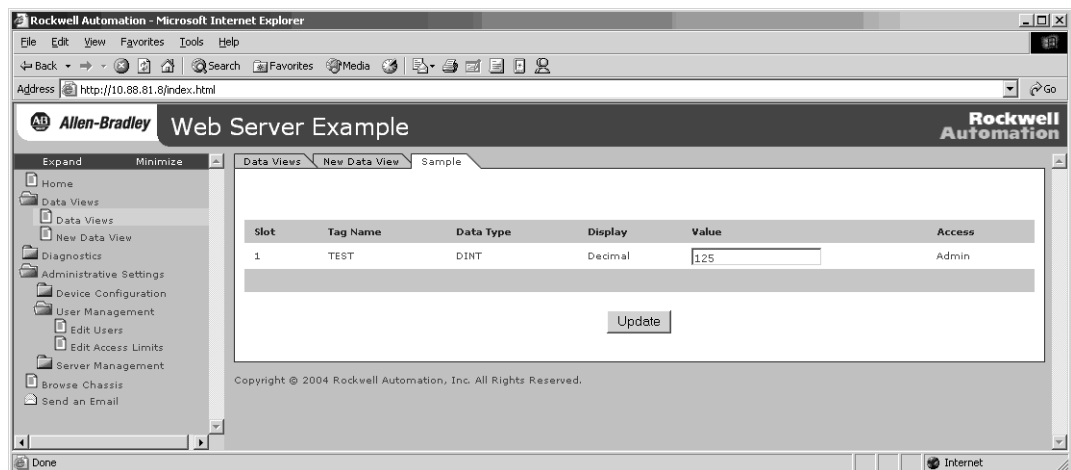 Rockwell Automation - Microsoft Internet Explorer
File Edit View Favorites Tools Help
Back Search Favorites Media
Address http://10.88.81.8/index.html Go
AB Allen-Bradley Web Server Example Rockwell Automation
Expand Minimize
Data Views New Data View Sample
Home
Data Views
Data Views
New Data View
Diagnostics
Administrative Settings
Device Configuration
User Management
Edit Users
Edit Access Limits
Server Management
Browse Chassis
Send an Email
Slot Tag Name Data Type Display Value Access
1 TEST DINT Decimal 125 Admin
Update
Copyright © 2004 Rockwell Automation, Inc. All Rights Reserved.
Done Internet